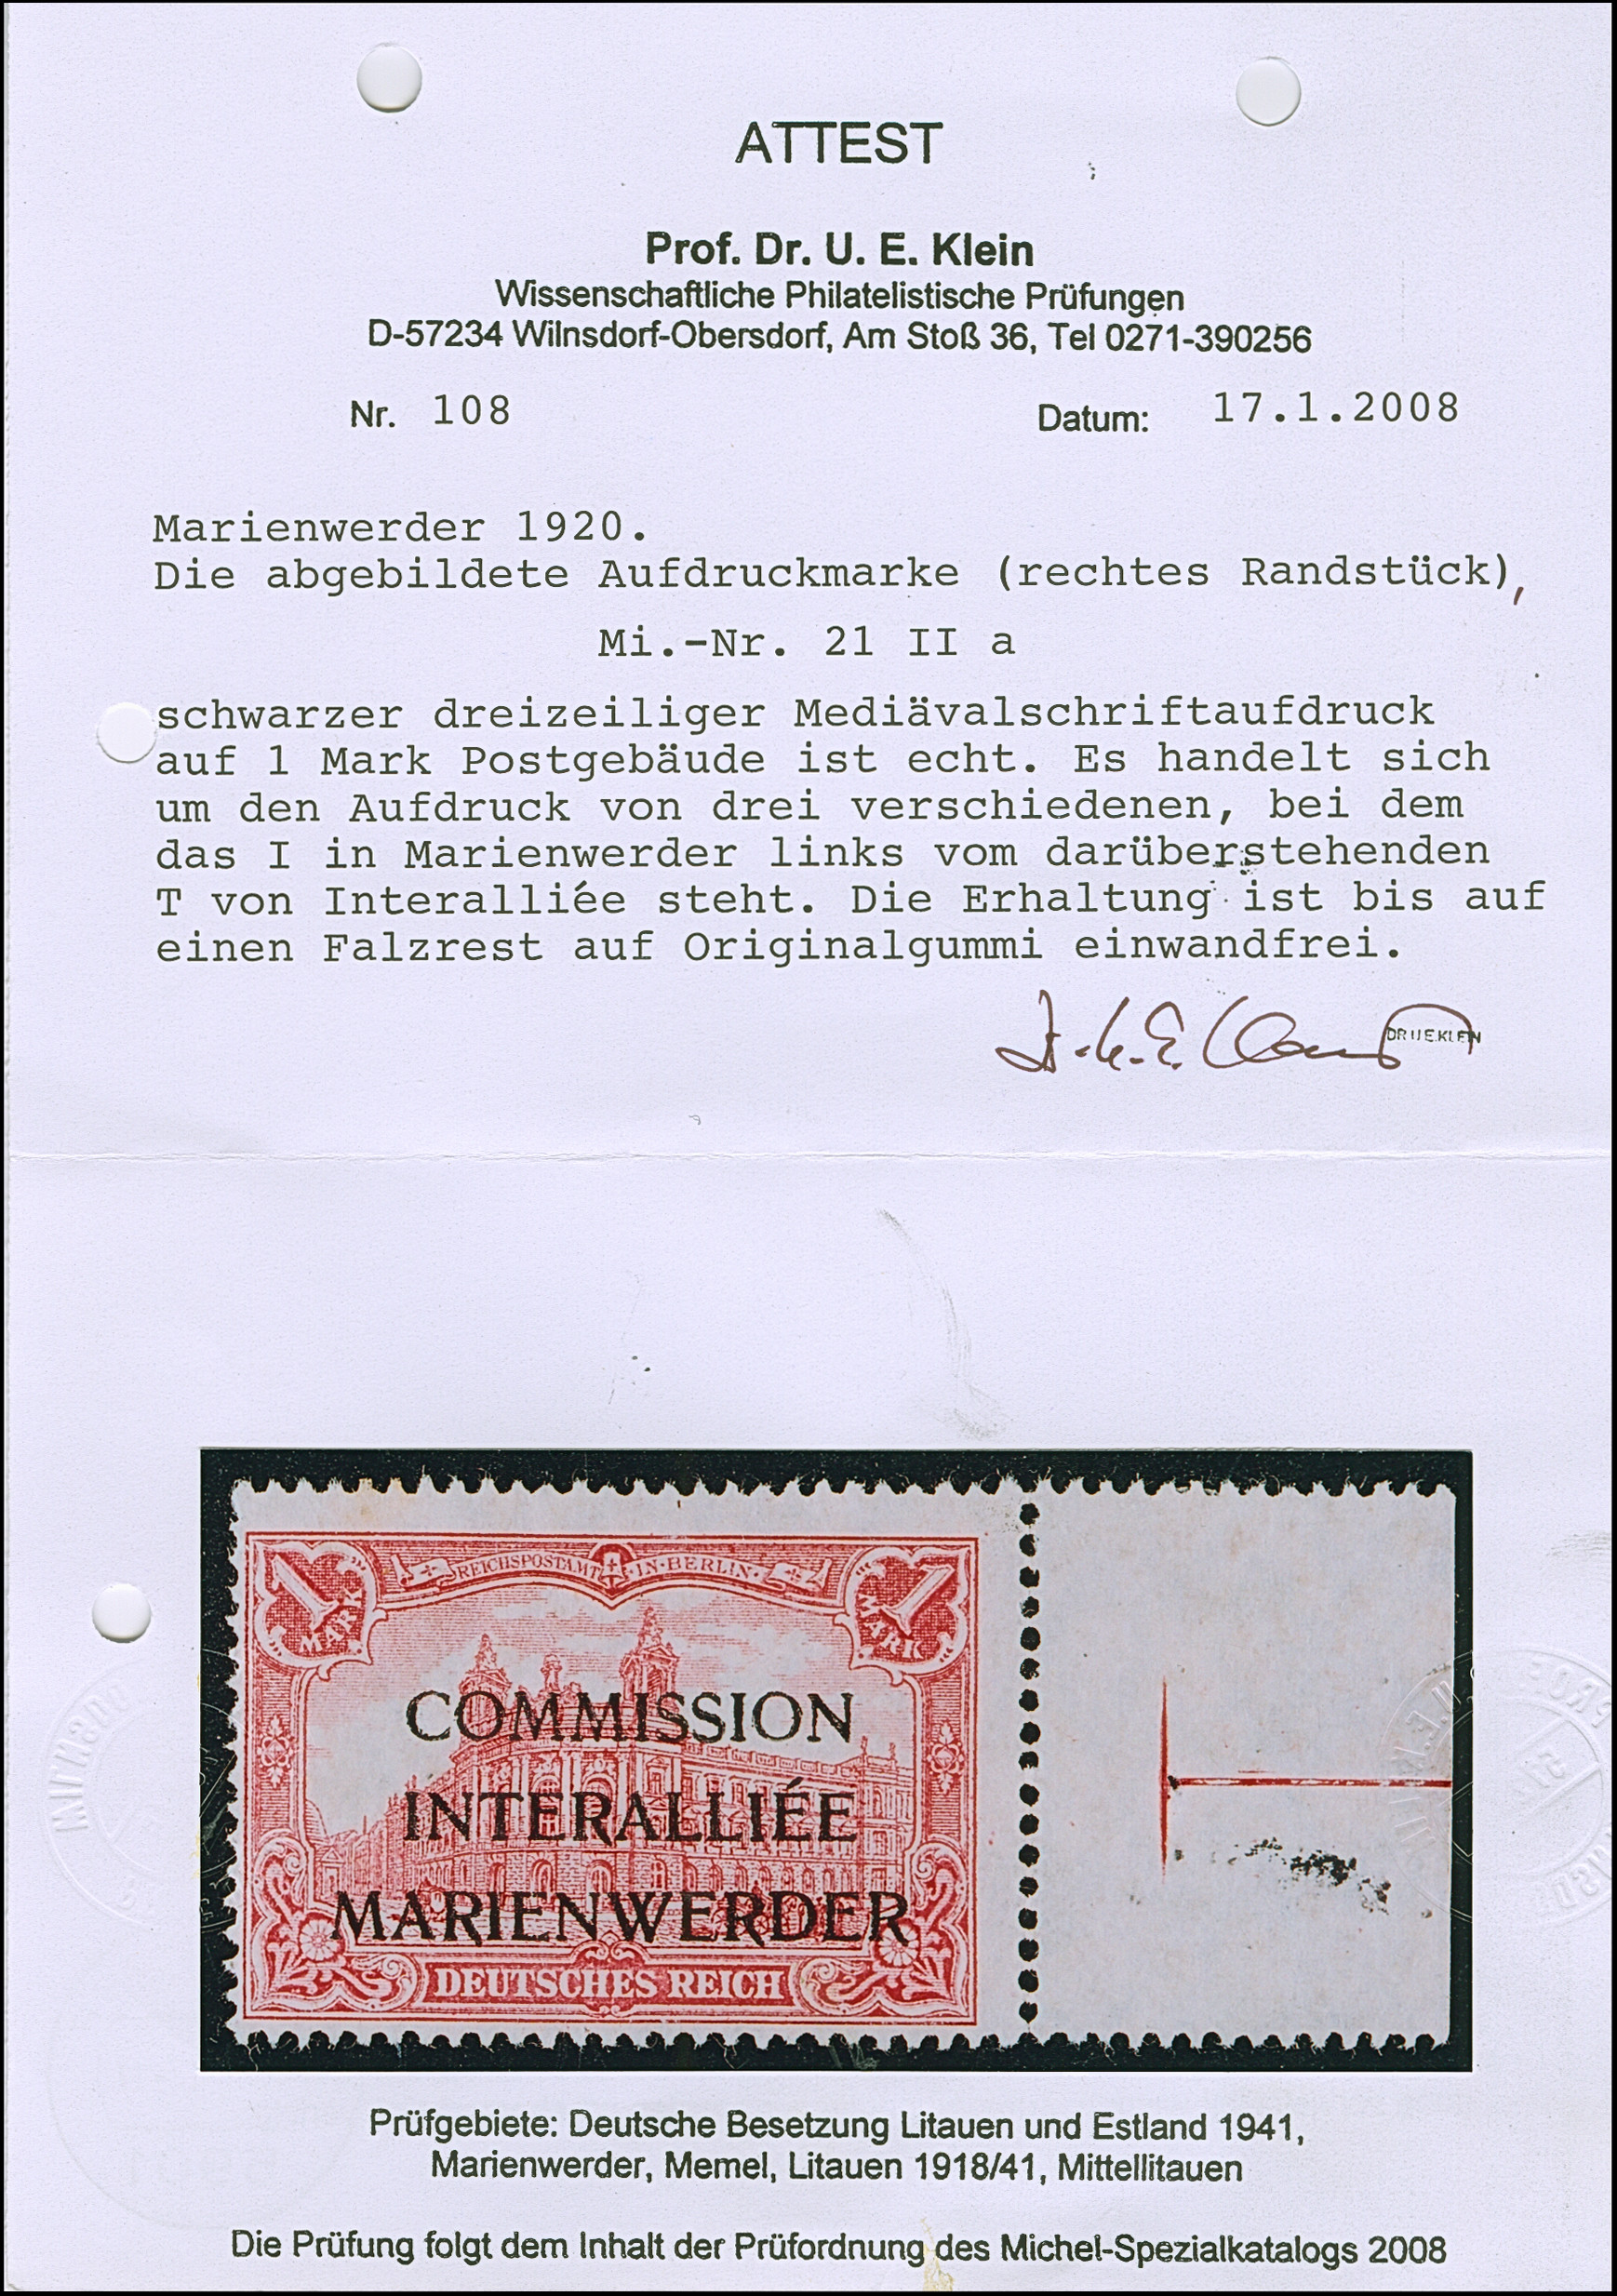 ATTEST
Prof. Dr. U. E. Klein
Wissenschaftliche Philatelistische Prüfungen
D-57234 Wilnsdorf-Obersdorf, Am Stoß 36, Tel 0271-390256
Nr. 108 Datum: 17.1.2008
Marienwerder 1920.
Die abgebildete Aufdruckmarke (rechtes Randstück),
Mi.-Nr. 21 II a
schwarzer dreizeiliger Mediävalschriftaufdruck
auf 1 Mark Postgebäude ist echt. Es handelt sich
um den Aufdruck von drei verschiedenen, bei dem
das I in Marienwerder links vom darüberstehenden
T von Interalliée steht. Die Erhaltung ist bis auf
einen Falzrest auf Originalgummi einwandfrei.
DR U E. KLEIN
REICHSPOSTAMT IN BERLIN
1 MARK 1 MARK
COMMISSION
INTERALLIÉE
MARIENWERDER
DEUTSCHES REICH
Prüfgebiete: Deutsche Besetzung Litauen und Estland 1941,
Marienwerder, Memel, Litauen 1918/41, Mittellitauen
Die Prüfung folgt dem Inhalt der Prüfordnung des Michel-Spezialkatalogs 2008